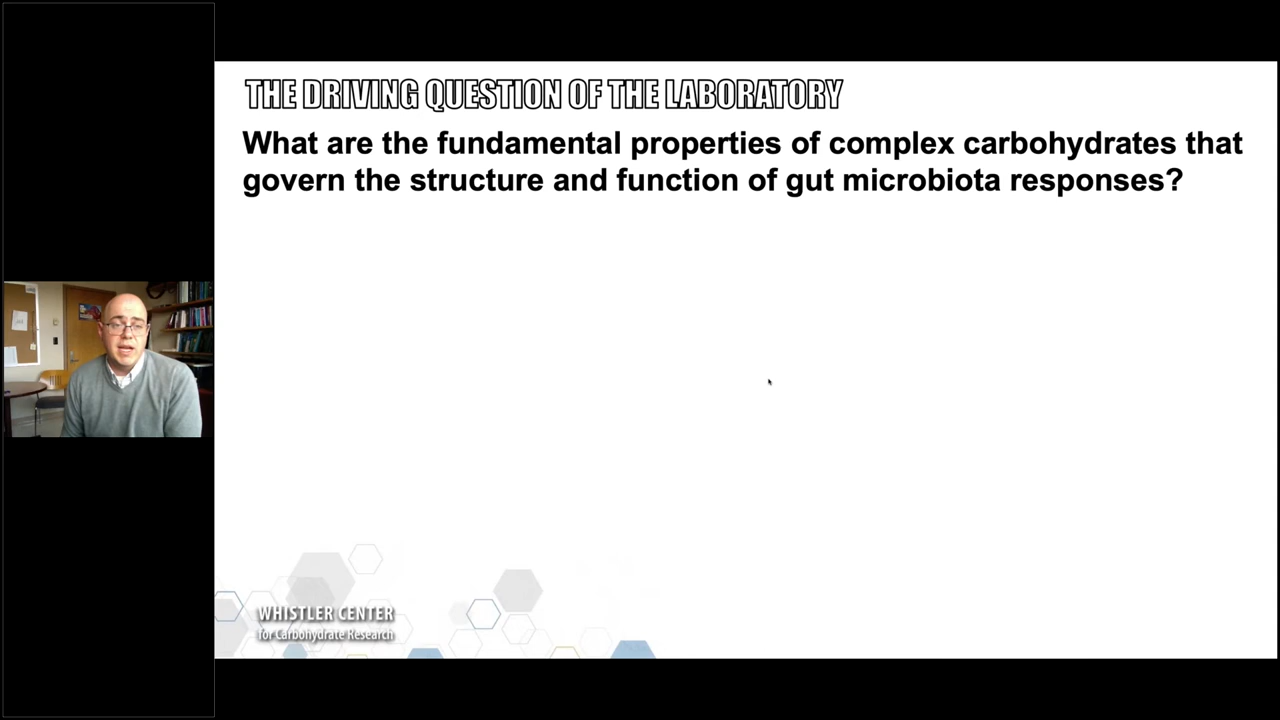 THE DRIVING QUESTION OF THE LABORATORY
What are the fundamental properties of complex carbohydrates that
govern the structure and function of gut microbiota responses?
WHISTLER CENTER
for Carbohydrate Research